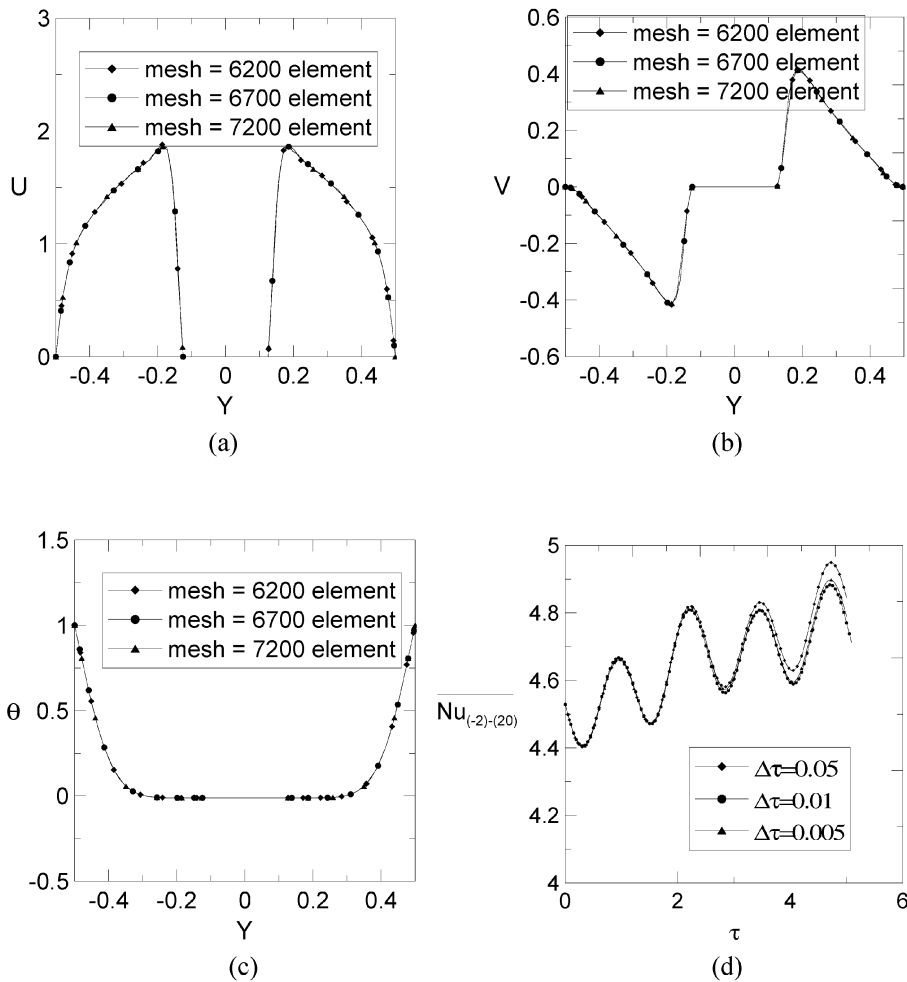 3
2
1
0
U
mesh = 6200 element
mesh = 6700 element
mesh = 7200 element
-0.4 -0.2 0 0.2 0.4
Y
(a)
0.6
0.4
0.2
0
-0.2
-0.4
-0.6
V
mesh = 6200 element
mesh = 6700 element
mesh = 7200 element
-0.4 -0.2 0 0.2 0.4
Y
(b)
1.5
1
0.5
0
-0.5
θ
mesh = 6200 element
mesh = 6700 element
mesh = 7200 element
-0.4 -0.2 0 0.2 0.4
Y
(c)
5
4.8
4.6
4.4
4.2
4
Nu(-2)-(20)
Δτ=0.05
Δτ=0.01
Δτ=0.005
0 2 4 6
τ
(d)